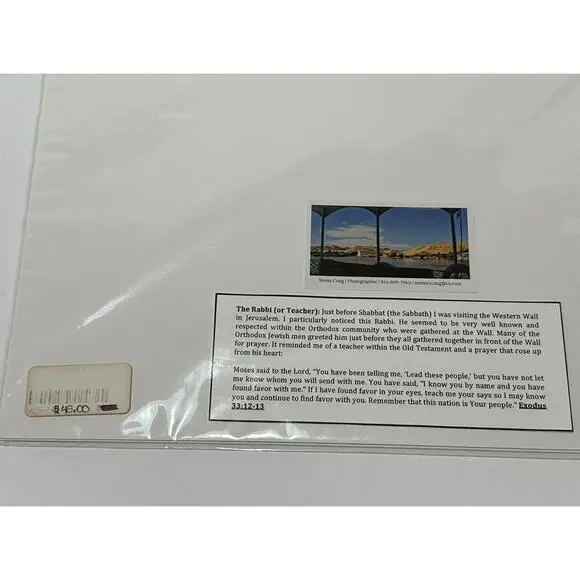 Teresa Craig / Photographer / 816-809-5960 /
The Rabbi (or Teacher): Just before Shabbat (the Sabbath) I was visiting the Western Wall
in Jerusalem. I particularly noticed this Rabbi. He seemed to be very well known and
respected within the Orthodox community who were gathered at the Wall. Many of the
Orthodox Jewish men greeted him just before they all gathered together in front of the Wall
for prayer. It reminded me of a teacher within the Old Testament and a prayer that rose up
from his heart:
Moses said to the Lord, "You have been telling me, 'Lead these people,' but you have not let
me know whom you will send with me. You have said, "I know you by name and you have
found favor with me." If I have found favor in your eyes, teach me your says so I may know
you and continue to find favor with you. Remember that this nation is Your people." Exodus
33:12-13
$45.00